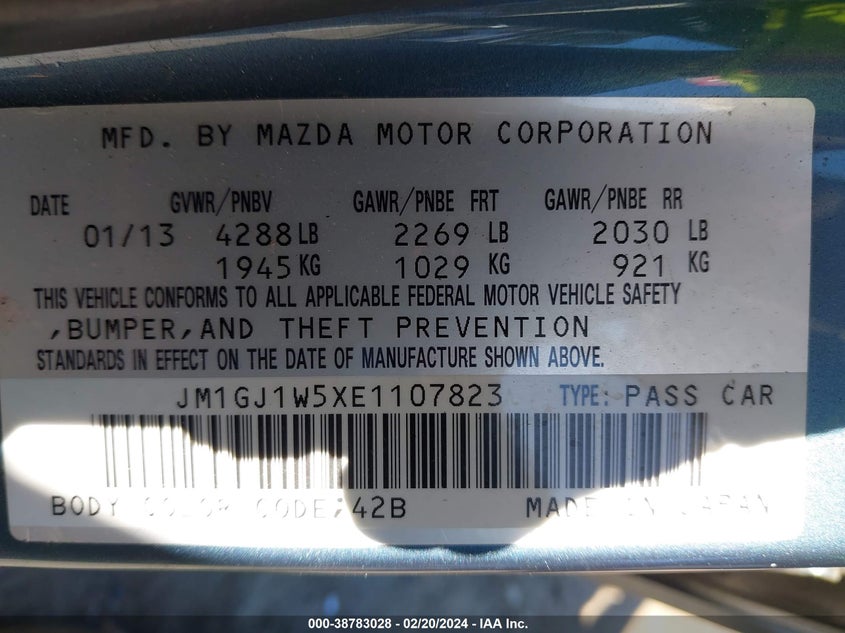 MFD. BY MAZDA MOTOR CORPORATION
DATE GVWR/PNBV GAWR/PNBE FRT GAWR/PNBE RR
01/13 4288 LB 2269 LB 2030 LB
1945 KG 1029 KG 921 KG
THIS VEHICLE CONFORMS TO ALL APPLICABLE FEDERAL MOTOR VEHICLE SAFETY
,BUMPER,AND THEFT PREVENTION
STANDARDS IN EFFECT ON THE DATE OF MANUFACTURE SHOWN ABOVE.
JM1GJ1W5XE1107823 TYPE: PASS CAR
BODY COLOR CODE:42B MADE IN JAPAN
000-38783028 - 02/20/2024 - IAA Inc.